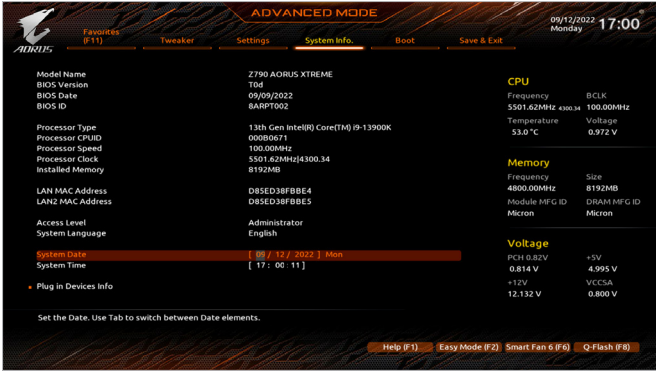 ADVANCED MODE
09/12/2022
Monday
17:00
AORUS
Favorites
(F11)
Tweaker
Settings
System Info.
Boot
Save & Exit
Model Name Z790 AORUS XTREME
BIOS Version T0d
BIOS Date 09/09/2022
BIOS ID 8ARPT002
Processor Type 13th Gen Intel(R) Core(TM) i9-13900K
Processor CPUID 000B0671
Processor Speed 100.00MHz
Processor Clock 5501.62MHz|4300.34
Installed Memory 8192MB
LAN MAC Address D85ED38FBBE4
LAN2 MAC Address D85ED38FBBE5
Access Level Administrator
System Language English
System Date [ 09/ 12/ 2022 ] Mon
System Time [ 17: 00: 11]
Plug in Devices Info
Set the Date. Use Tab to switch between Date elements.
CPU
Frequency BCLK
5501.62MHz 4300.34 100.00MHz
Temperature Voltage
53.0 °C 0.972 V
Memory
Frequency Size
4800.00MHz 8192MB
Module MFG ID DRAM MFG ID
Micron Micron
Voltage
PCH 0.82V +5V
0.814 V 4.995 V
+12V VCCSA
12.132 V 0.800 V
Help (F1) Easy Mode (F2) Smart Fan 6 (F6) Q-Flash (F8)